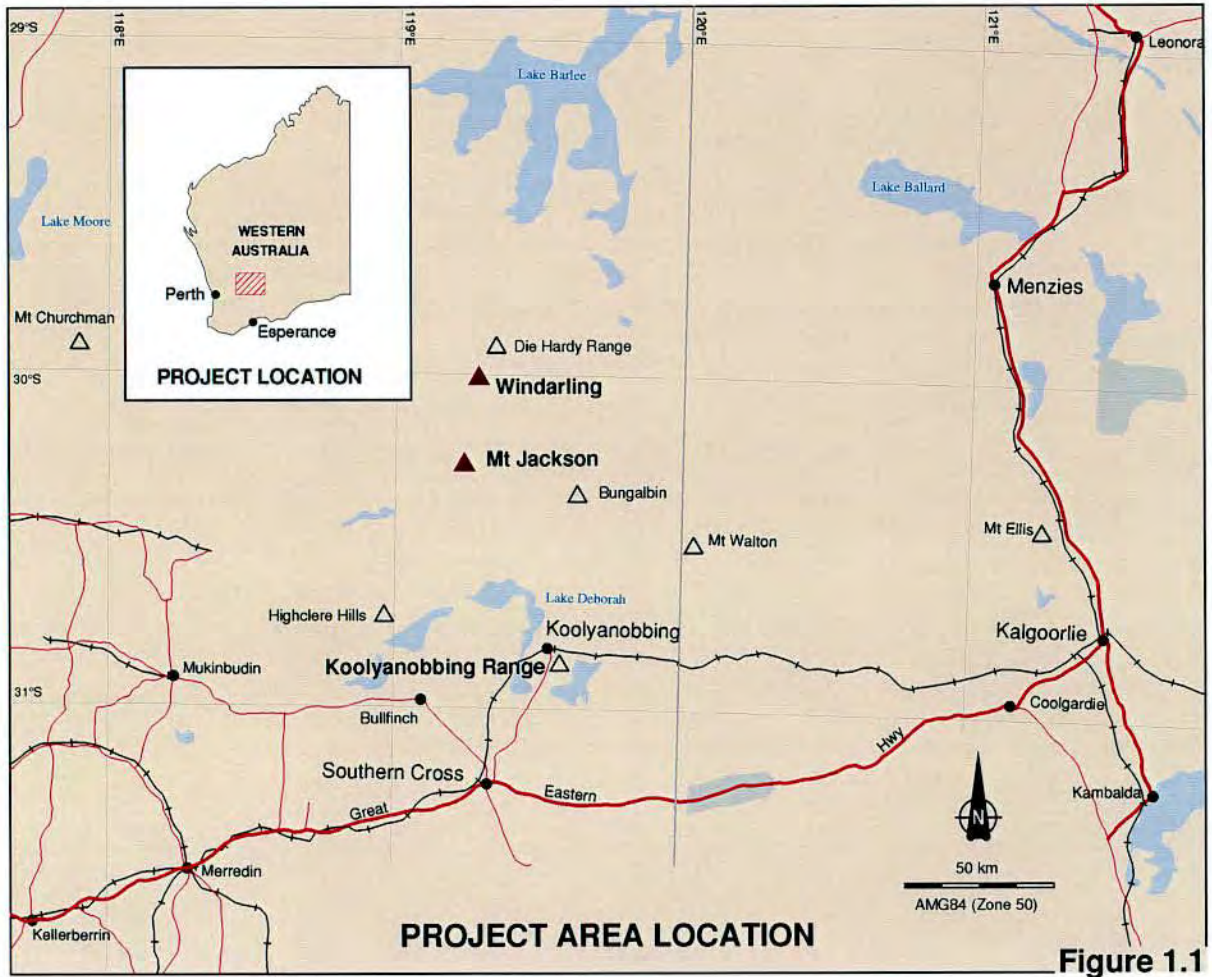 29°S
118°E
119°E
120°E
121°E
Leonora
Lake Barlee
Lake Ballard
Lake Moore
WESTERN
AUSTRALIA
Perth
Esperance
PROJECT LOCATION
Menzies
Mt Churchman
Die Hardy Range
30°S
Windarling
Mt Jackson
Bungalbin
Mt Walton
Mt Ellis
Lake Deborah
Highclere Hills
Koolyanobbing
Kalgoorlie
Koolyanobbing Range
Mukinbudin
31°S
Bullfinch
Coolgardie
Hwy
Southern Cross
Eastern
Great
Kambalda
N
Merredin
50 km
AMG84 (Zone 50)
Kellerberrin
PROJECT AREA LOCATION
Figure 1.1